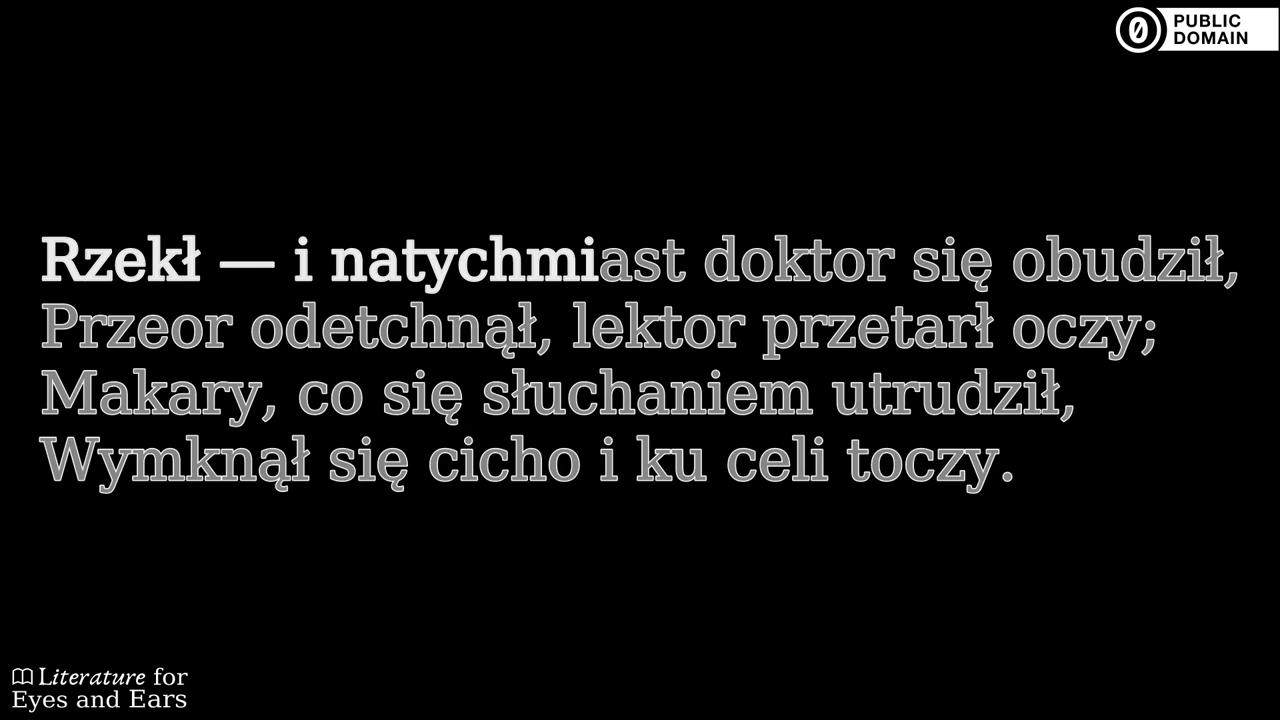 PUBLIC
DOMAIN
Rzekł — i natychmiast doktor się obudził,
Przeor odetchnął, lektor przetarł oczy;
Makary, co się słuchaniem utrudził,
Wymknął się cicho i ku celi toczy.
Literature for
Eyes and Ears